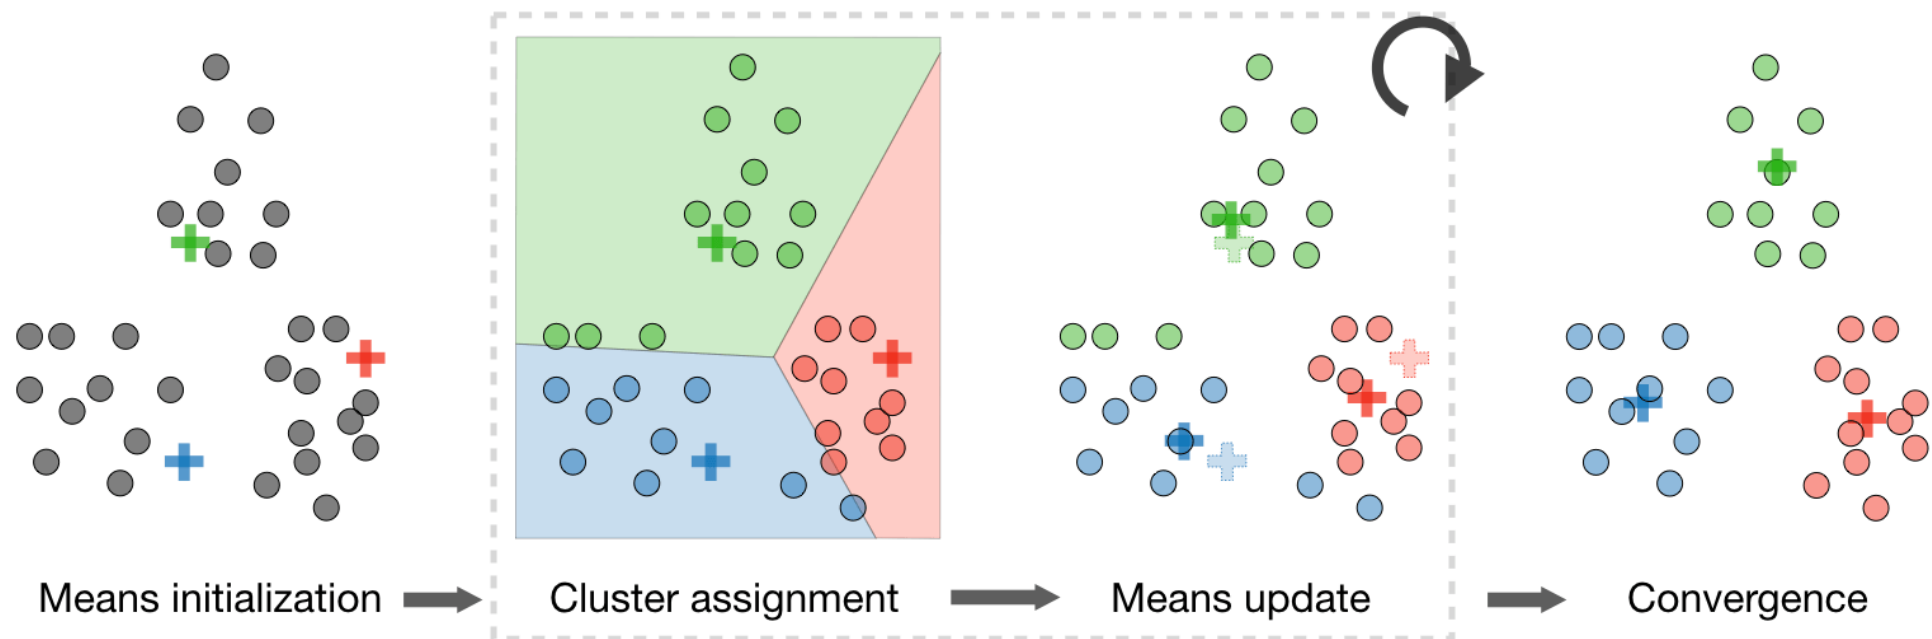 Means initialization
Cluster assignment
Means update
Convergence